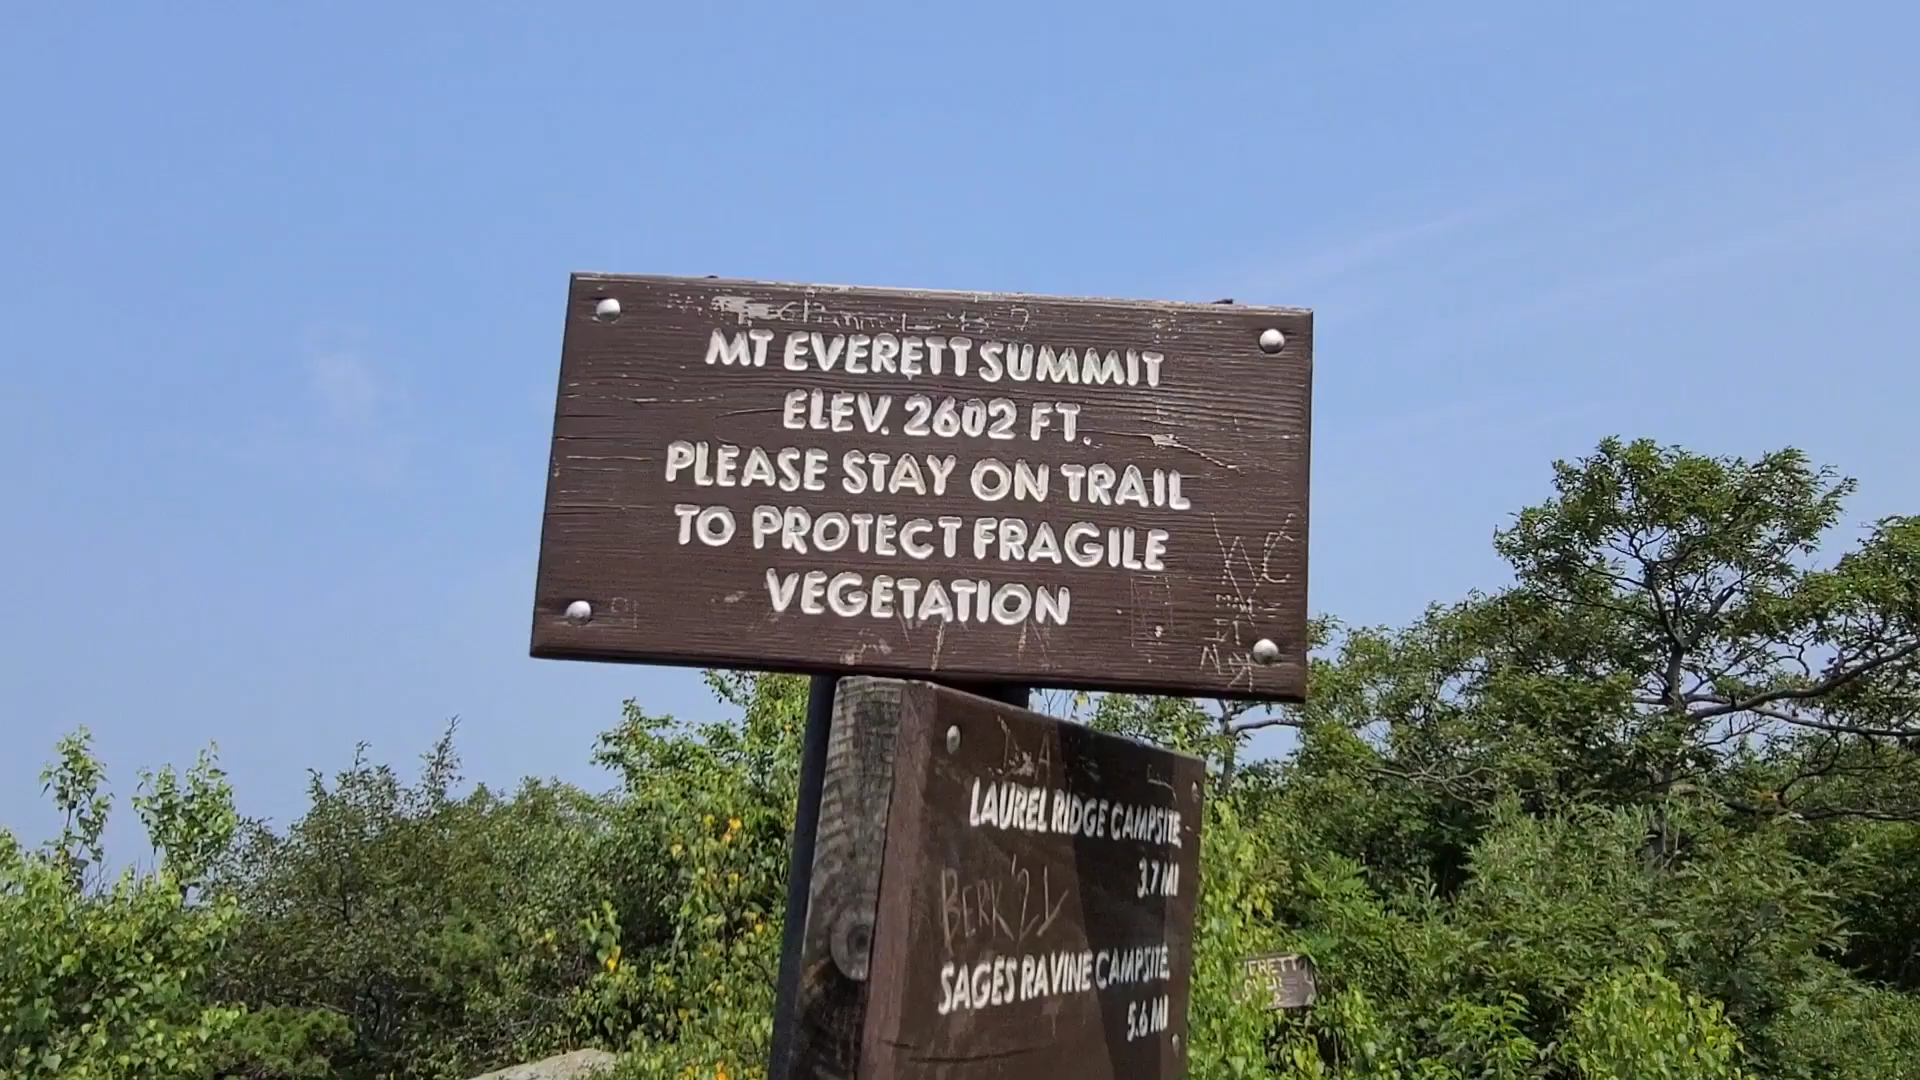 MT EVERETT SUMMIT
ELEV. 2602 FT.
PLEASE STAY ON TRAIL
TO PROTECT FRAGILE
VEGETATION
LAUREL RIDGE CAMPSITE
3.7 MI
BERK '21
SAGES RAVINE CAMPSITE
5.6 MI